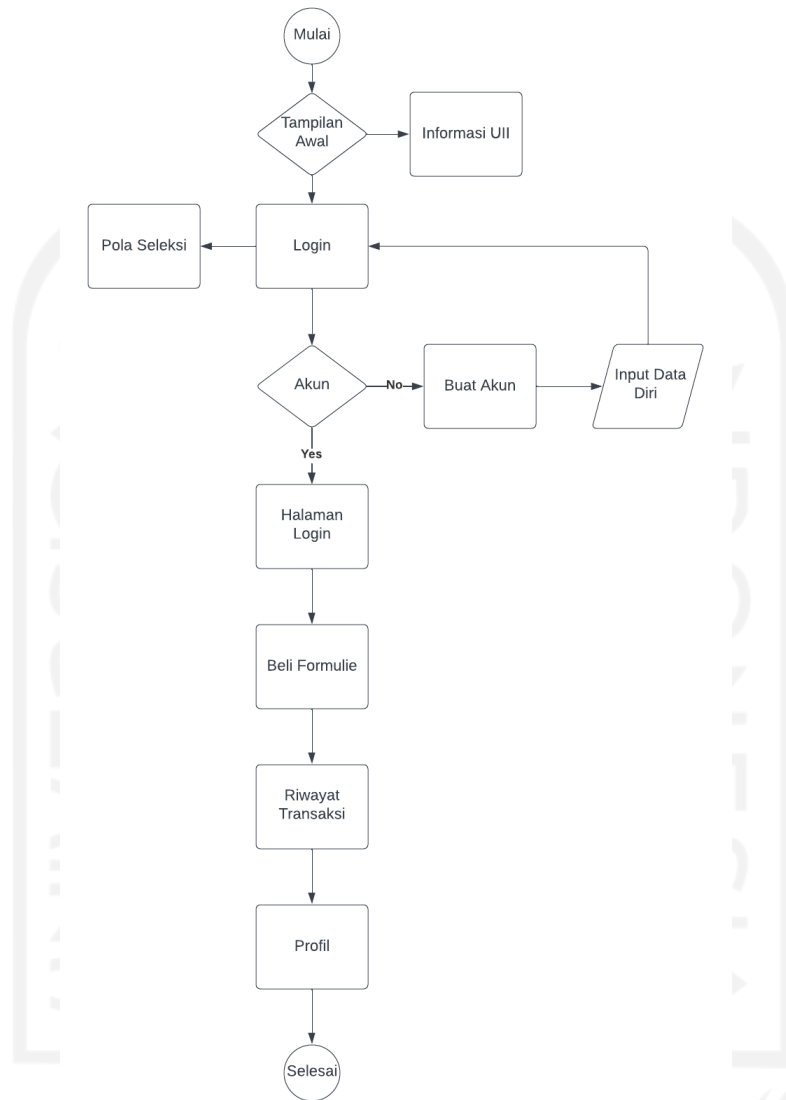 Mulai
Tampilan
Awal
Informasi UII
Pola Seleksi
Login
Akun
No
Buat Akun
Input Data
Diri
Yes
Halaman
Login
Beli Formulie
Riwayat
Transaksi
Profil
Selesai